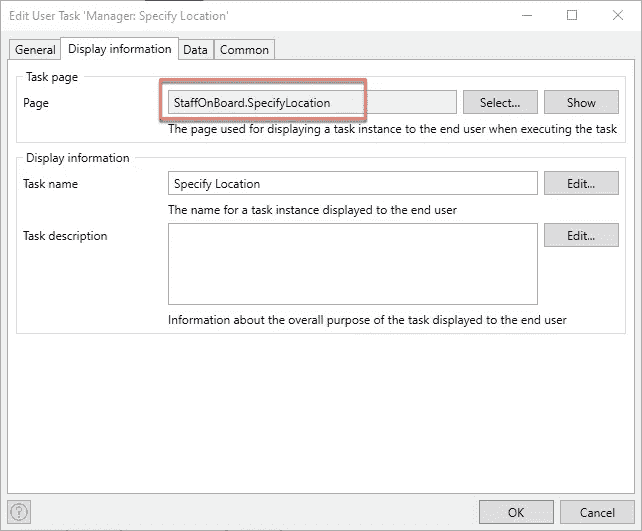 Edit User Task 'Manager: Specify Location'
General Display information Data Common
Task page
Page StaffOnBoard.SpecifyLocation Select... Show
The page used for displaying a task instance to the end user when executing the task
Display information
Task name Specify Location Edit...
The name for a task instance displayed to the end user
Task description Edit...
Information about the overall purpose of the task displayed to the end user
? OK Cancel